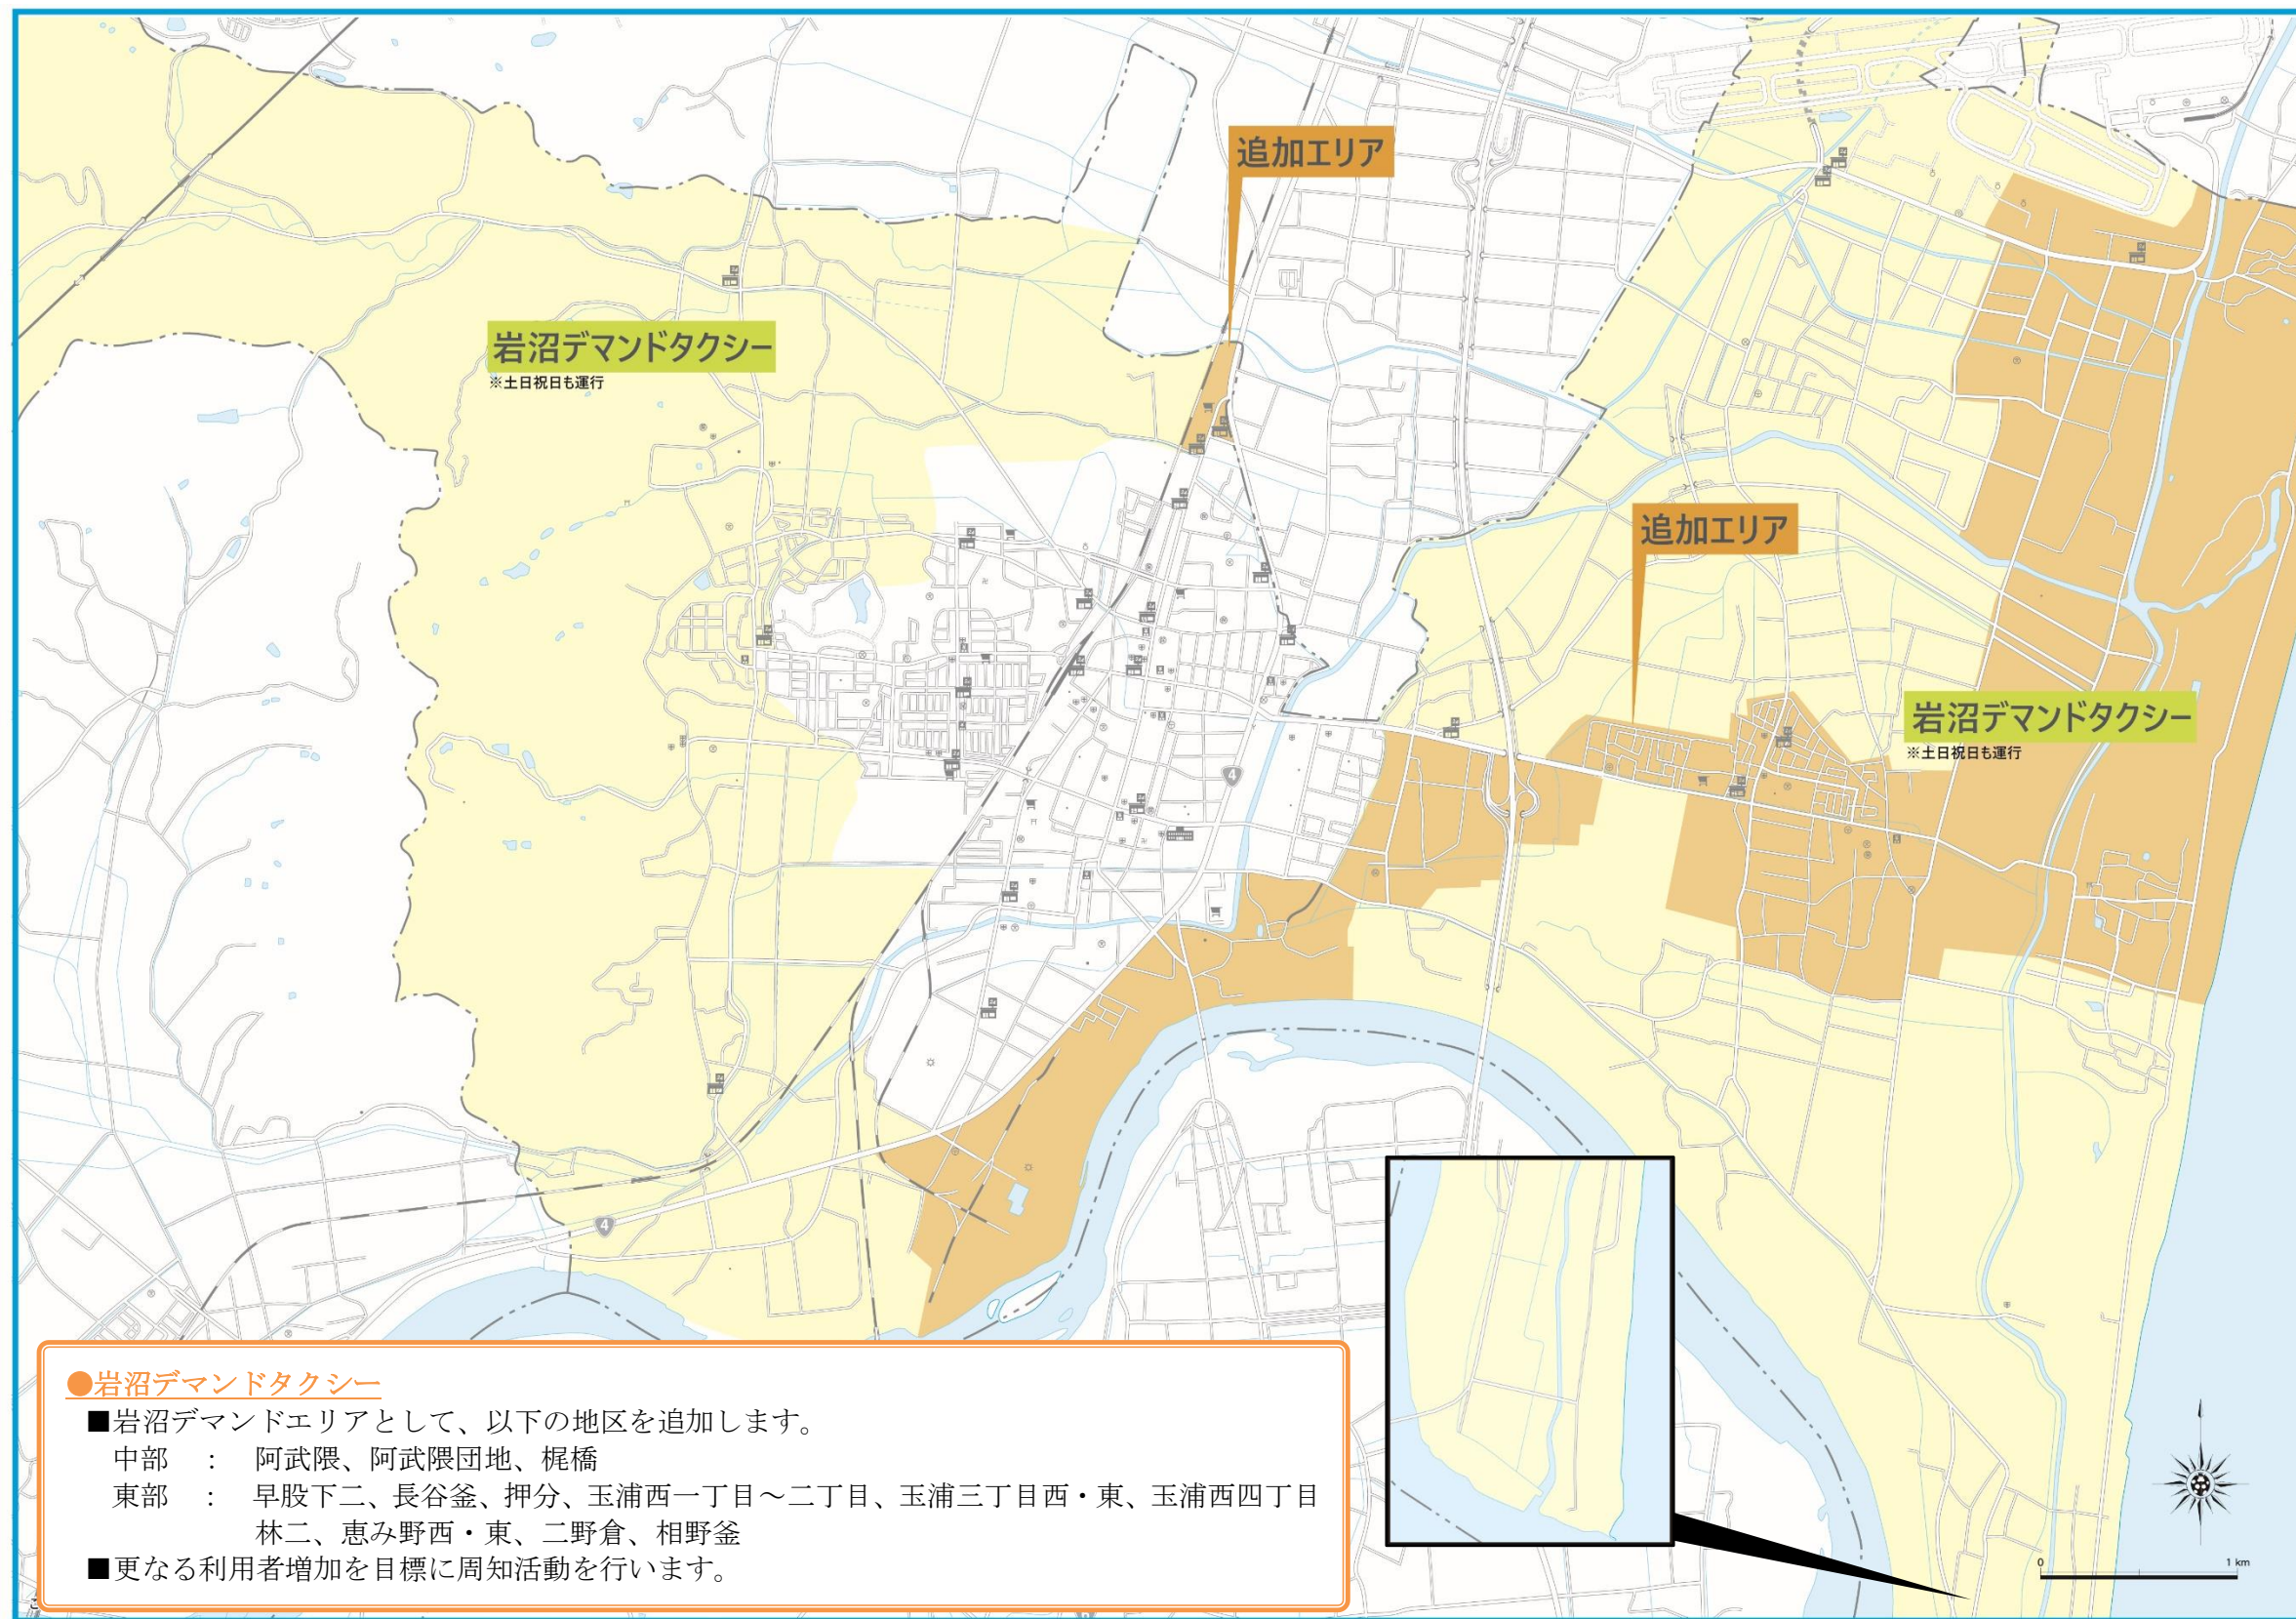 追加エリア
岩沼デマンドタクシー
※土日祝日も運行
追加エリア
岩沼デマンドタクシー
※土日祝日も運行
4
4
●岩沼デマンドタクシー
■岩沼デマンドエリアとして、以下の地区を追加します。
中部 : 阿武隈、阿武隈団地、梶橋
東部 : 早股下二、長谷釜、押分、玉浦西一丁目～二丁目、玉浦三丁目西・東、玉浦西四丁目
林二、恵み野西・東、二野倉、相野釜
■更なる利用者増加を目標に周知活動を行います。
0 1 km